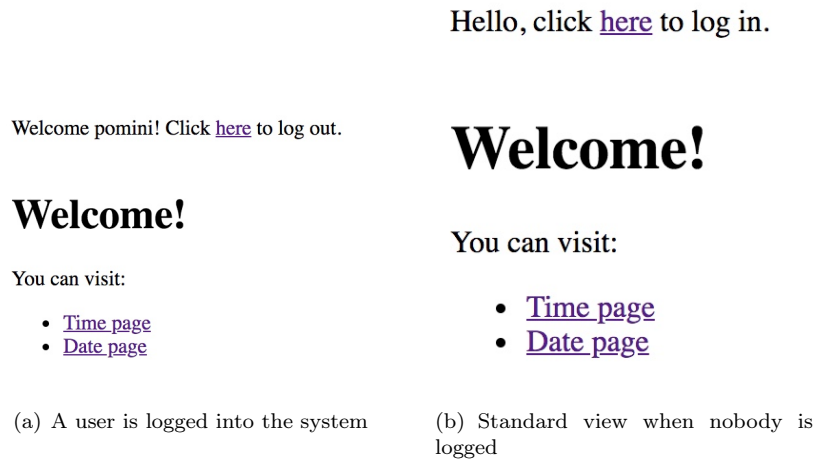 Welcome pomini! Click here to log out.
Welcome!
You can visit:
• Time page
• Date page
(a) A user is logged into the system
Hello, click here to log in.
Welcome!
You can visit:
• Time page
• Date page
(b) Standard view when nobody is
logged